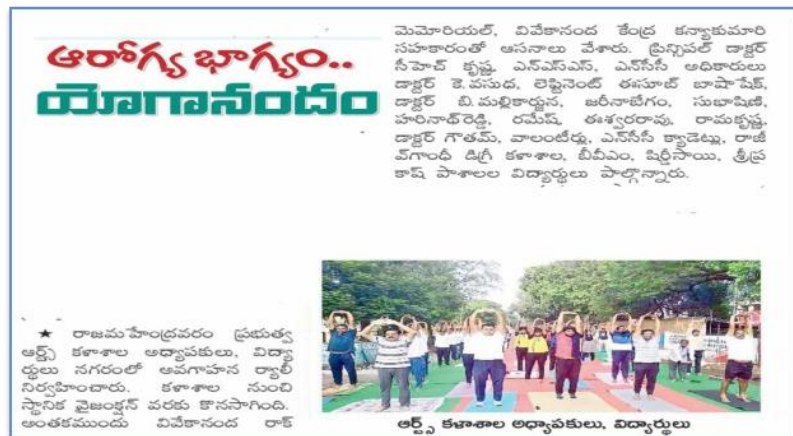 ఆరోగ్య భాగ్యం..
యోగానందం
★ రాజమహేంద్రవరం ప్రభుత్వ
ఆర్ట్స్ కళాశాల అధ్యాపకులు, విద్యా
ర్థులు నగరంలో అవగాహన ర్యాలీ
నిర్వహించారు. కళాశాల నుంచి
స్థానిక వైజంక్షన్ వరకు కొనసాగింది.
అంతకముందు వివేకానంద రాక్
మెమోరియల్, వివేకానంద కేంద్ర కన్యాకుమారి
సహకారంతో ఆసనాలు వేశారు. ప్రిన్సిపల్ డాక్టర్
సీహెచ్ కృష్ణ, ఎన్ఎస్ఎస్, ఎన్‌సీసీ అధికారులు
డాక్టర్ కె.వసుధ, లెఫ్టినెంట్ ఈసూబ్ బాషాషేక్,
డాక్టర్ బి.మల్లికార్జున, జరీనాబేగం, సుభాషిణి,
హరినాథ్‌రెడ్డి, రమేష్, ఈశ్వరరావు, రామకృష్ణ,
డాక్టర్ గౌతమ్, వాలంటీర్లు, ఎన్‌సీసీ క్యాడెట్లు, రాజీ
వ్‌గాంధీ డిగ్రీ కళాశాల, బీవీఎం, షిర్డీసాయి, శ్రీప్ర
కాష్ పాఠశాలల విద్యార్థులు పాల్గొన్నారు.
ఆర్ట్స్ కళాశాల అధ్యాపకులు, విద్యార్థులు